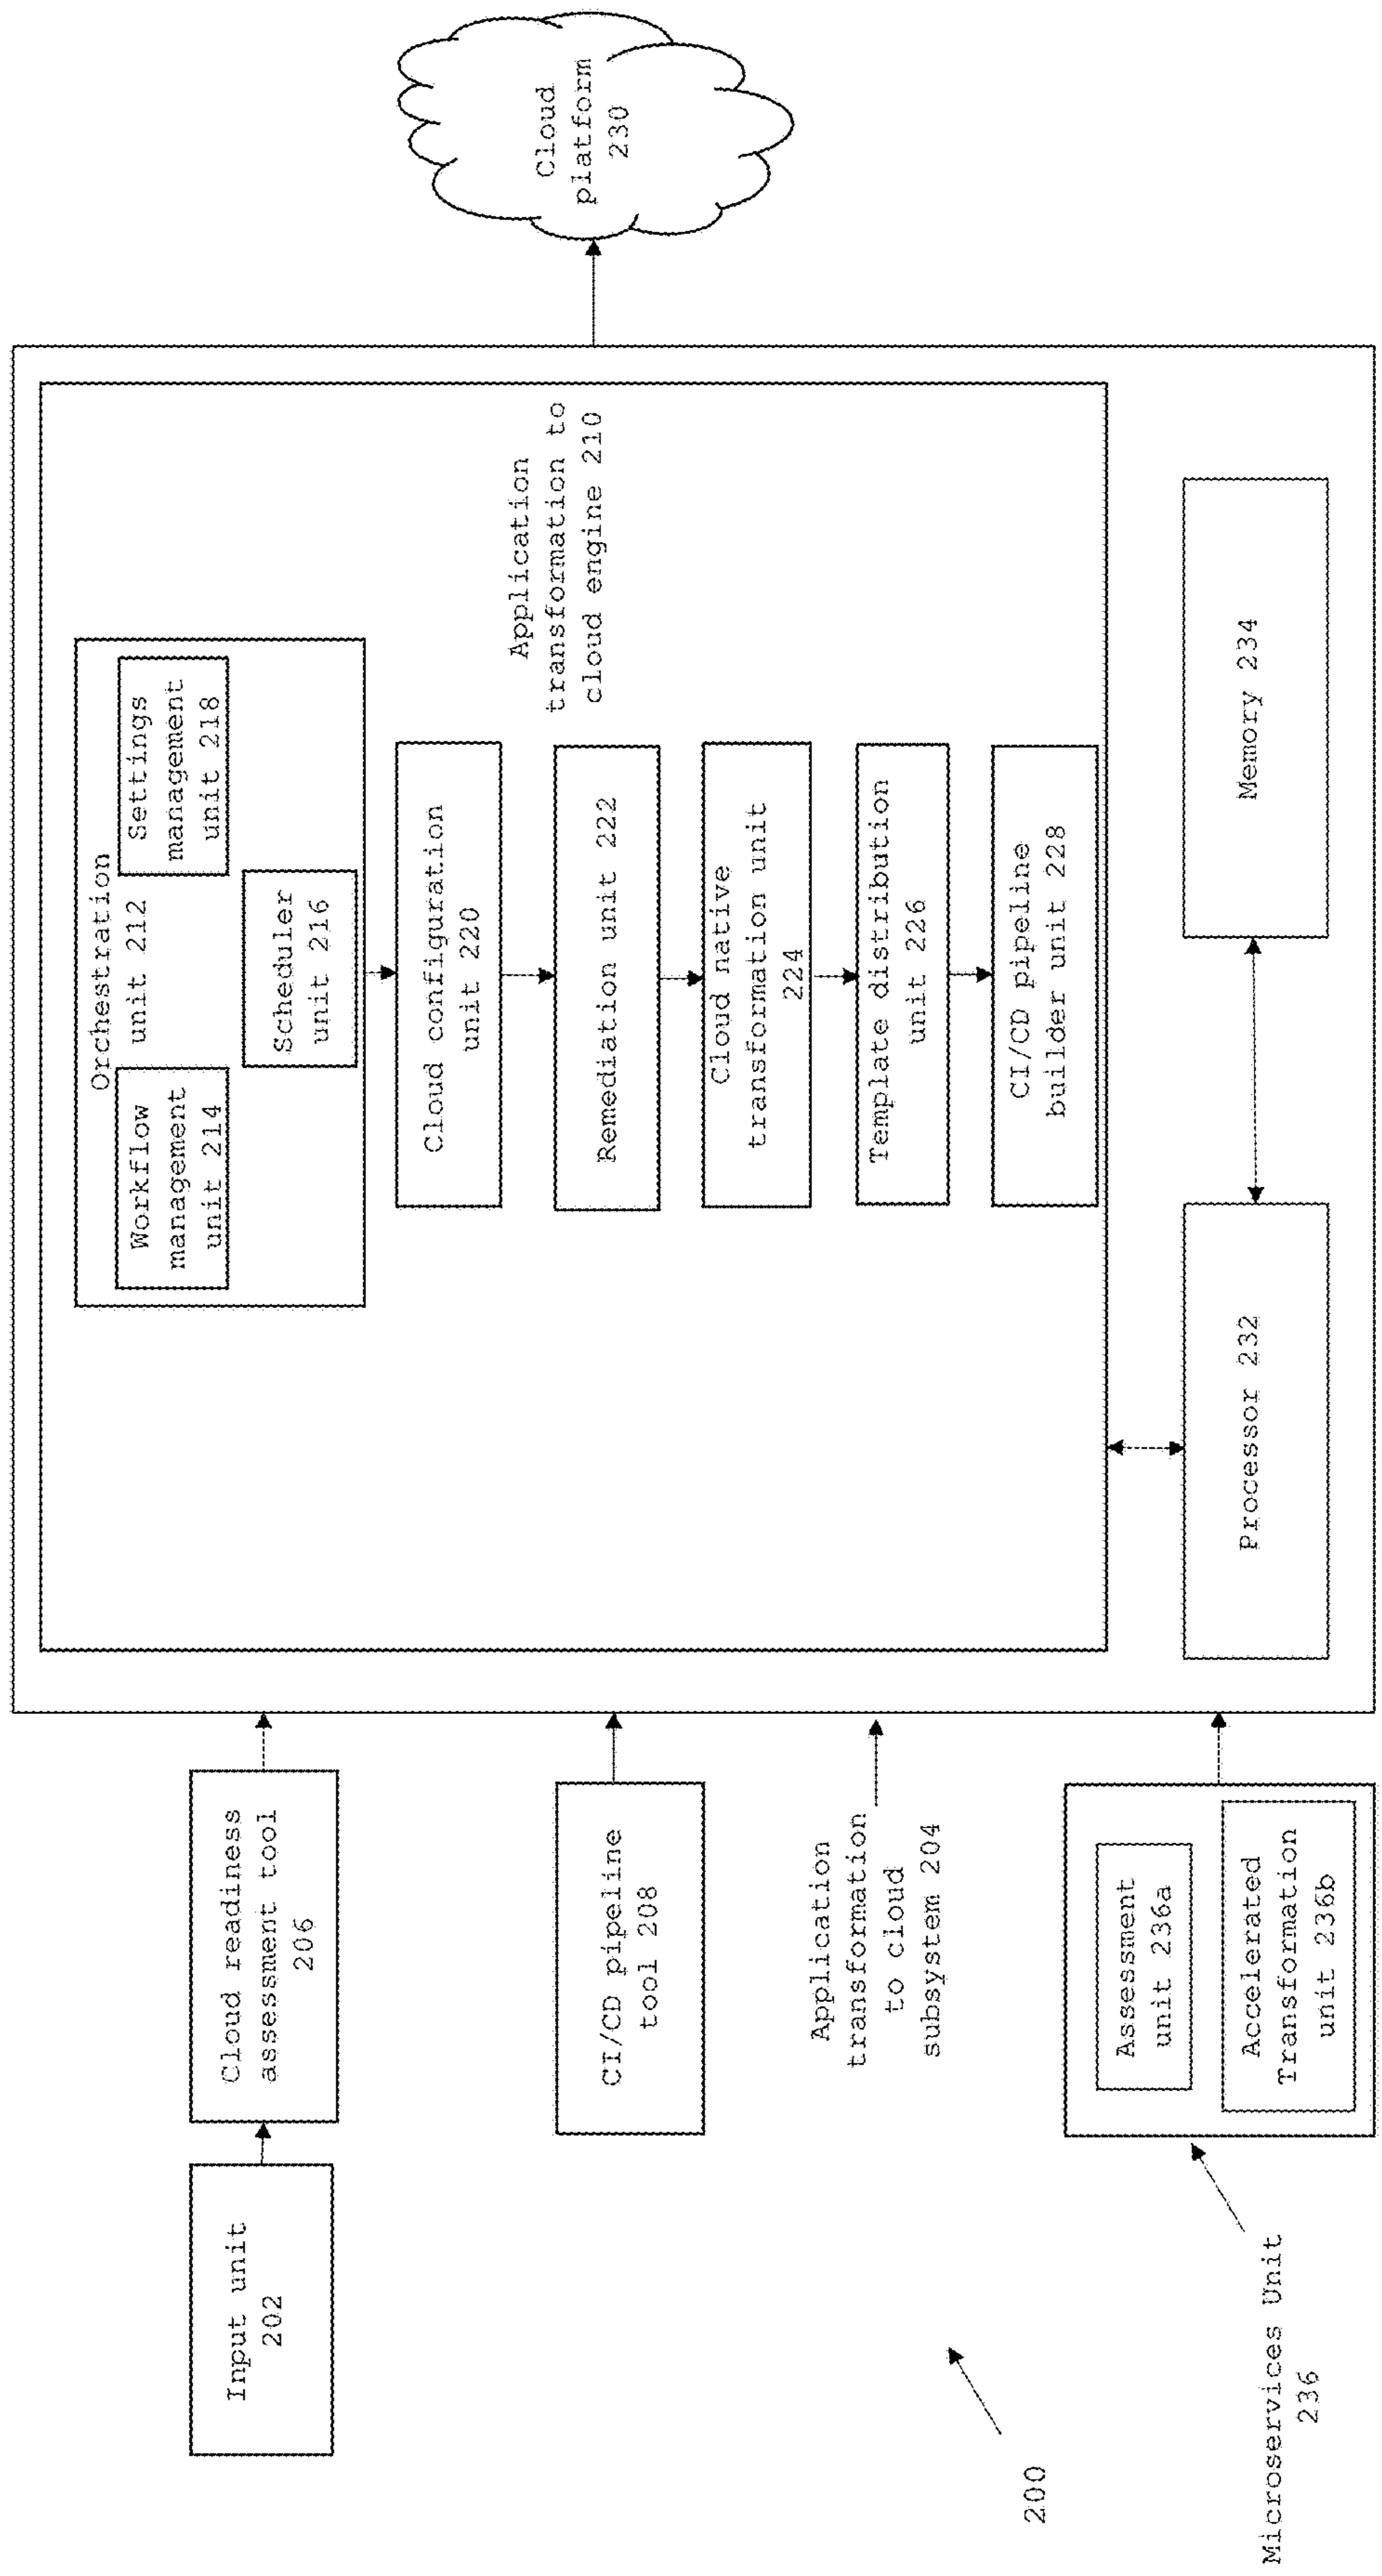 Input unit
202
Cloud readiness
assessment tool
206
CI/CD pipeline
tool 208
Application
transformation
to cloud
subsystem 204
Assessment
unit 236a
Accelerated
Transformation
unit 236b
Microservices Unit
236
200
Orchestration
unit 212
Workflow
management
unit 214
Settings
management
unit 218
Scheduler
unit 216
Cloud configuration
unit 220
Remediation unit 222
Cloud native
transformation unit
224
Template distribution
unit 226
CI/CD pipeline
builder unit 228
Application
transformation to
cloud engine 210
Processor 232
Memory 234
Cloud
platform
230